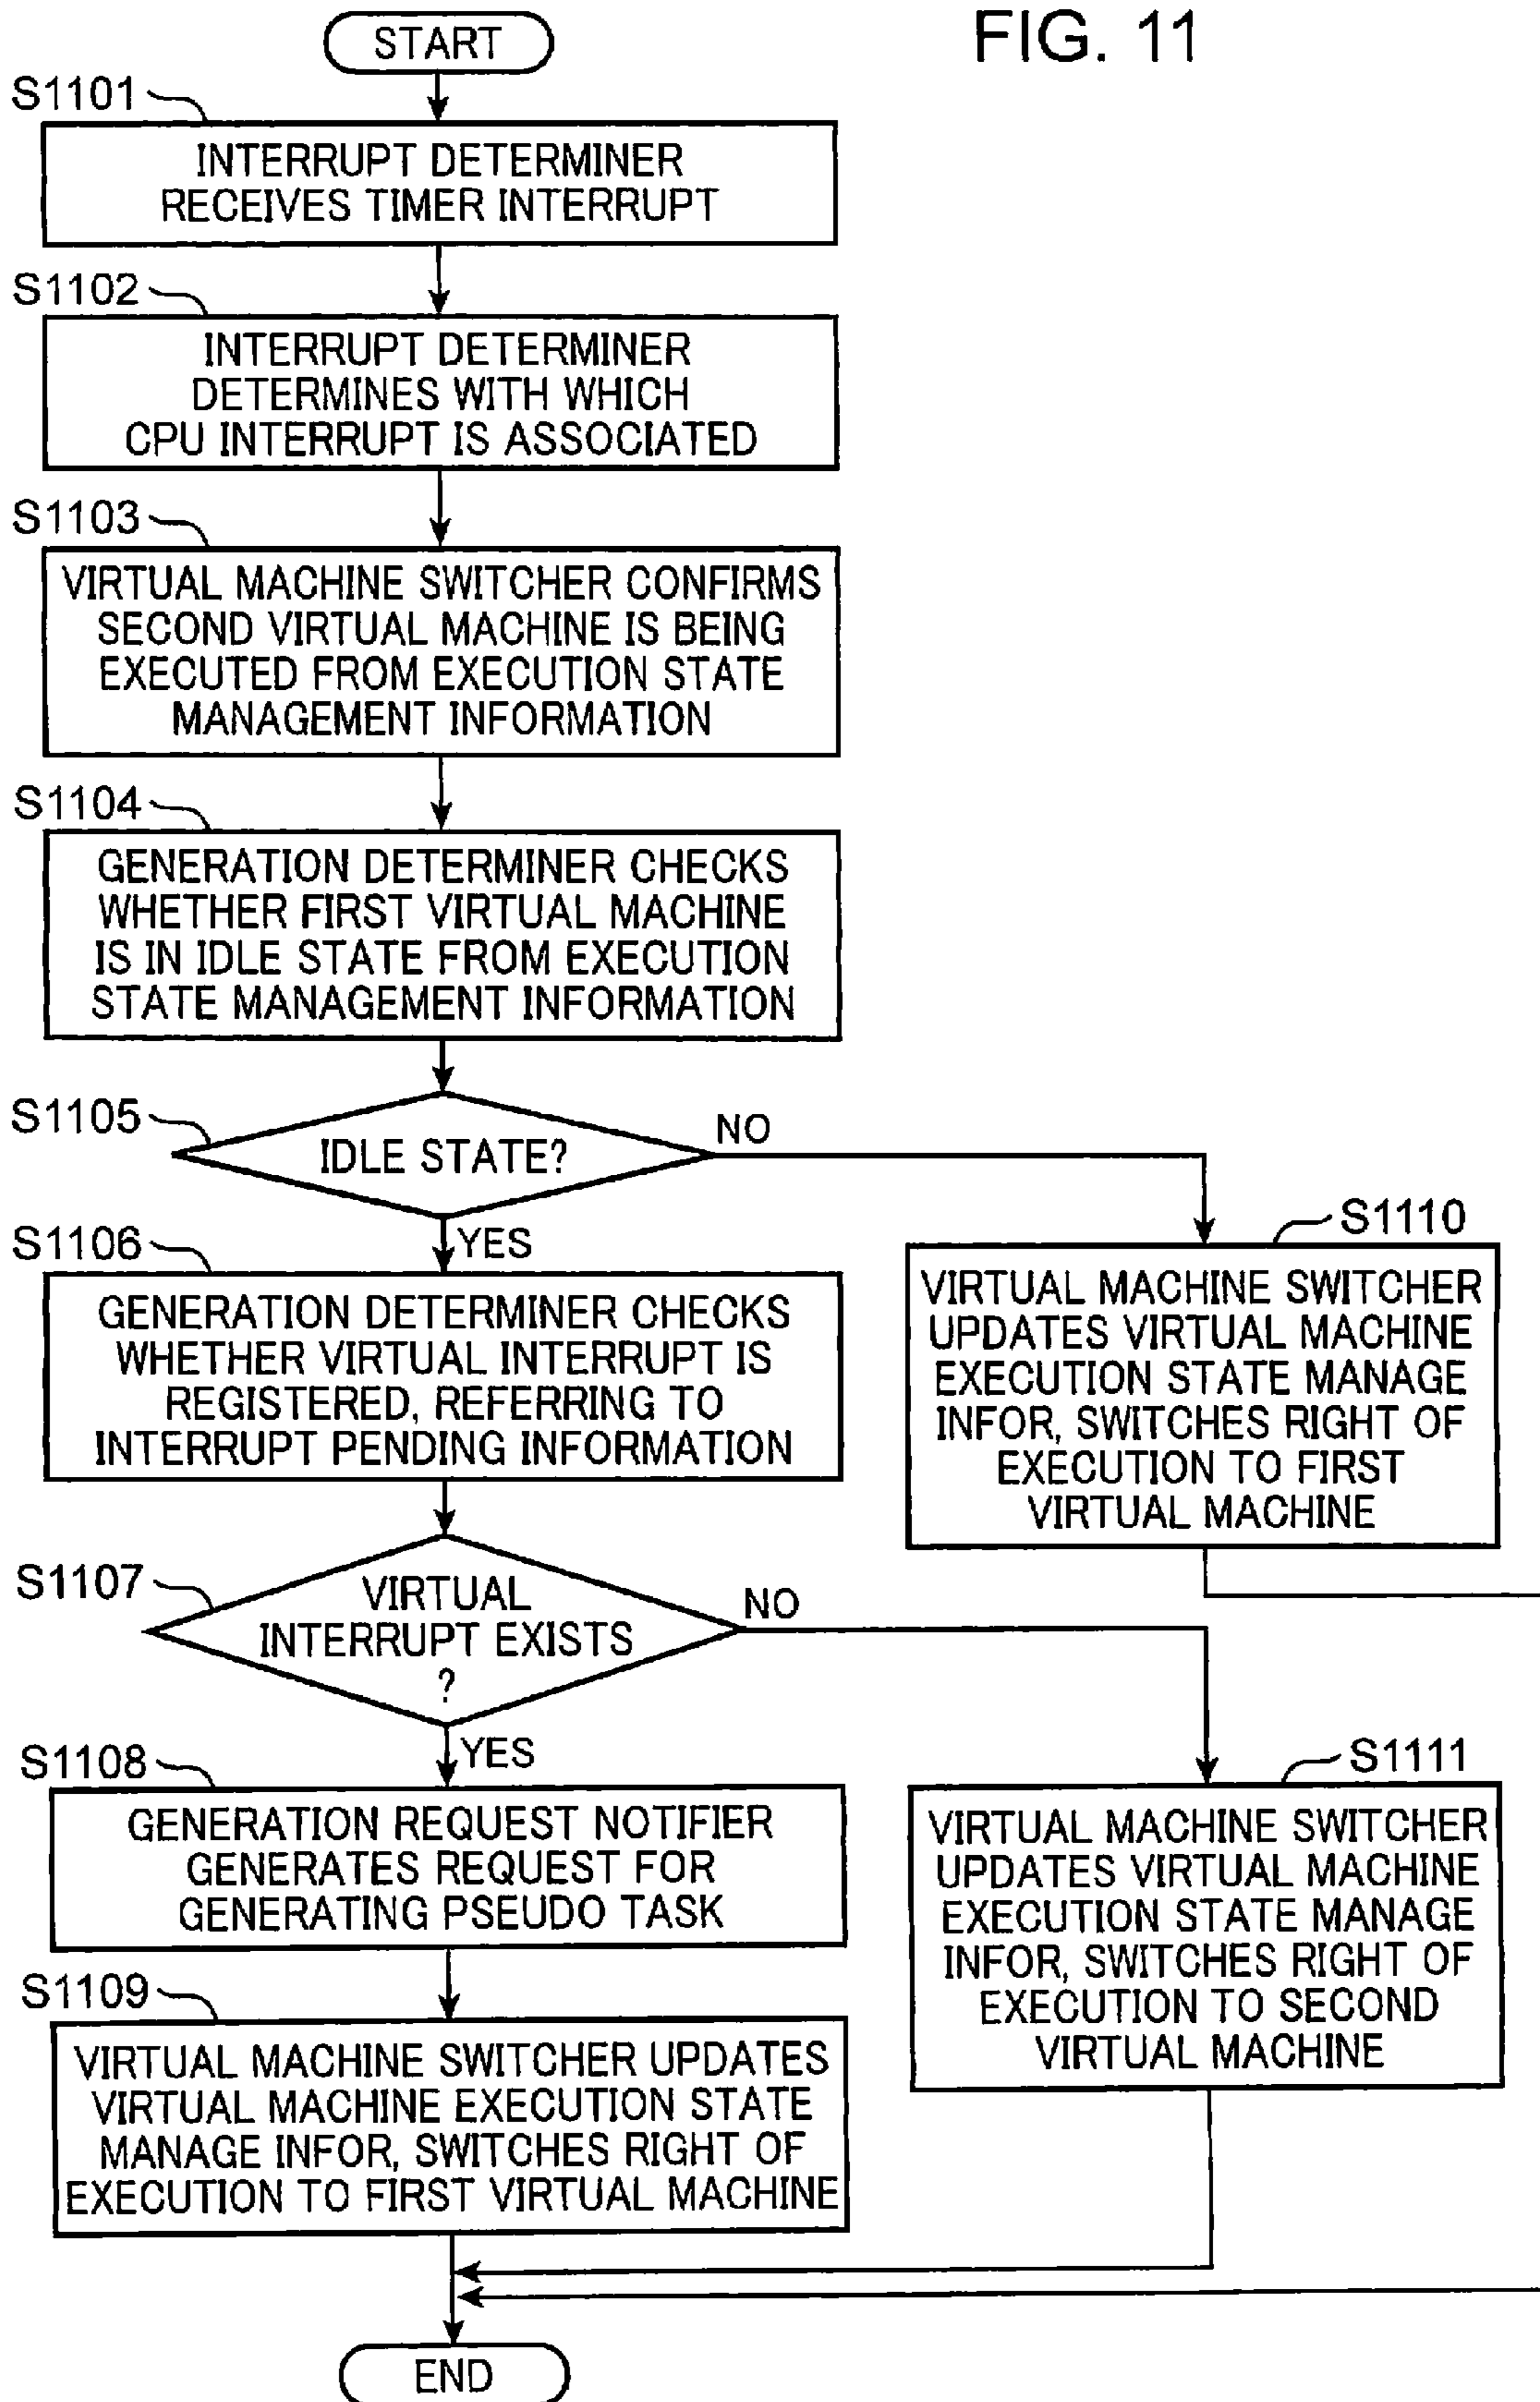 FIG. 11
START
S1101
INTERRUPT DETERMINER
RECEIVES TIMER INTERRUPT
S1102
INTERRUPT DETERMINER
DETERMINES WITH WHICH
CPU INTERRUPT IS ASSOCIATED
S1103
VIRTUAL MACHINE SWITCHER CONFIRMS
SECOND VIRTUAL MACHINE IS BEING
EXECUTED FROM EXECUTION STATE
MANAGEMENT INFORMATION
S1104
GENERATION DETERMINER CHECKS
WHETHER FIRST VIRTUAL MACHINE
IS IN IDLE STATE FROM EXECUTION
STATE MANAGEMENT INFORMATION
S1105
IDLE STATE?
NO
YES
S1106
GENERATION DETERMINER CHECKS
WHETHER VIRTUAL INTERRUPT IS
REGISTERED, REFERRING TO
INTERRUPT PENDING INFORMATION
S1110
VIRTUAL MACHINE SWITCHER
UPDATES VIRTUAL MACHINE
EXECUTION STATE MANAGE
INFOR, SWITCHES RIGHT OF
EXECUTION TO FIRST
VIRTUAL MACHINE
S1107
VIRTUAL
INTERRUPT EXISTS
?
NO
YES
S1108
GENERATION REQUEST NOTIFIER
GENERATES REQUEST FOR
GENERATING PSEUDO TASK
S1111
VIRTUAL MACHINE SWITCHER
UPDATES VIRTUAL MACHINE
EXECUTION STATE MANAGE
INFOR, SWITCHES RIGHT OF
EXECUTION TO SECOND
VIRTUAL MACHINE
S1109
VIRTUAL MACHINE SWITCHER UPDATES
VIRTUAL MACHINE EXECUTION STATE
MANAGE INFOR, SWITCHES RIGHT OF
EXECUTION TO FIRST VIRTUAL MACHINE
END